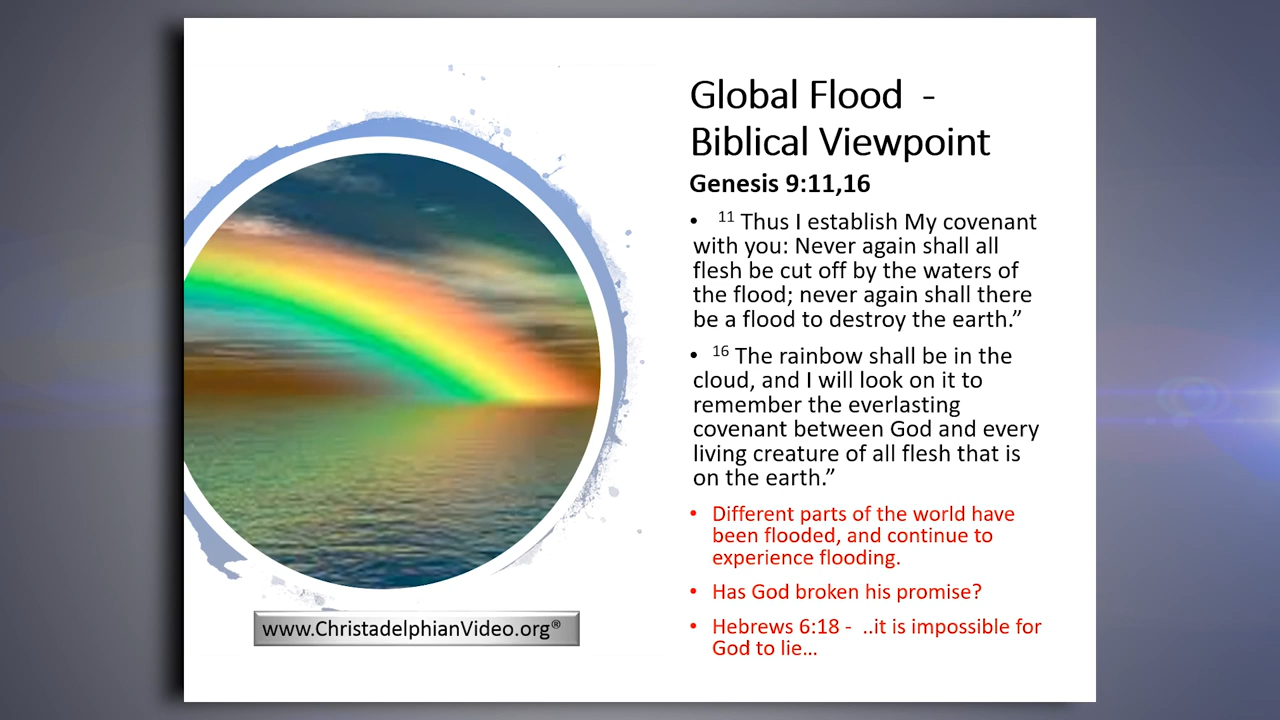 Global Flood  -
Biblical Viewpoint
Genesis 9:11,16
• 11 Thus I establish My covenant
with you: Never again shall all
flesh be cut off by the waters of
the flood; never again shall there
be a flood to destroy the earth.”
• 16 The rainbow shall be in the
cloud, and I will look on it to
remember the everlasting
covenant between God and every
living creature of all flesh that is
on the earth.”
• Different parts of the world have
been flooded, and continue to
experience flooding.
• Has God broken his promise?
• Hebrews 6:18 -  ..it is impossible for
God to lie…
www.ChristadelphianVideo.org®